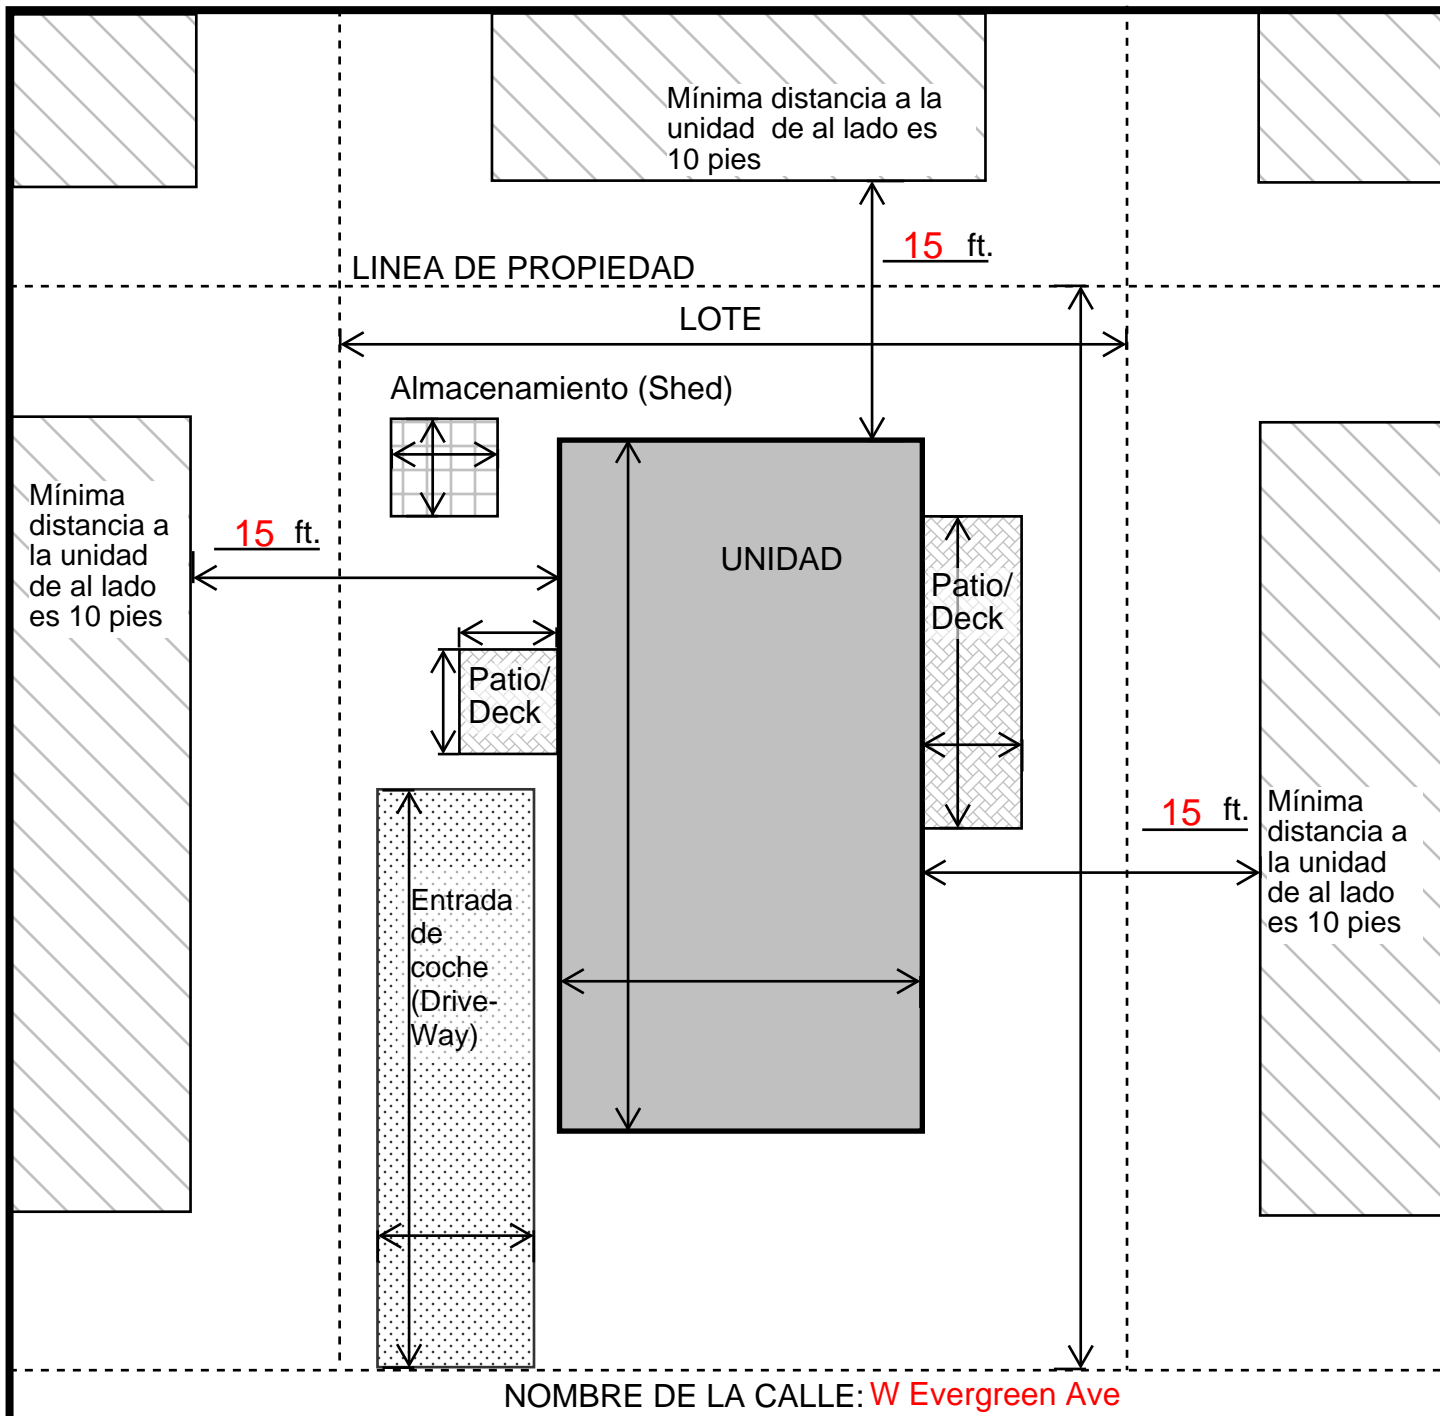 Mínima distancia a la
unidad de al lado es
10 pies
15 ft.
LINEA DE PROPIEDAD
LOTE
Almacenamiento (Shed)
Mínima
distancia a
la unidad
de al lado
es 10 pies
15 ft.
UNIDAD
Patio/
Deck
Patio/
Deck
15 ft.
Mínima
distancia a
la unidad
de al lado
es 10 pies
Entrada
de
coche
(Drive-
Way)
NOMBRE DE LA CALLE: W Evergreen Ave